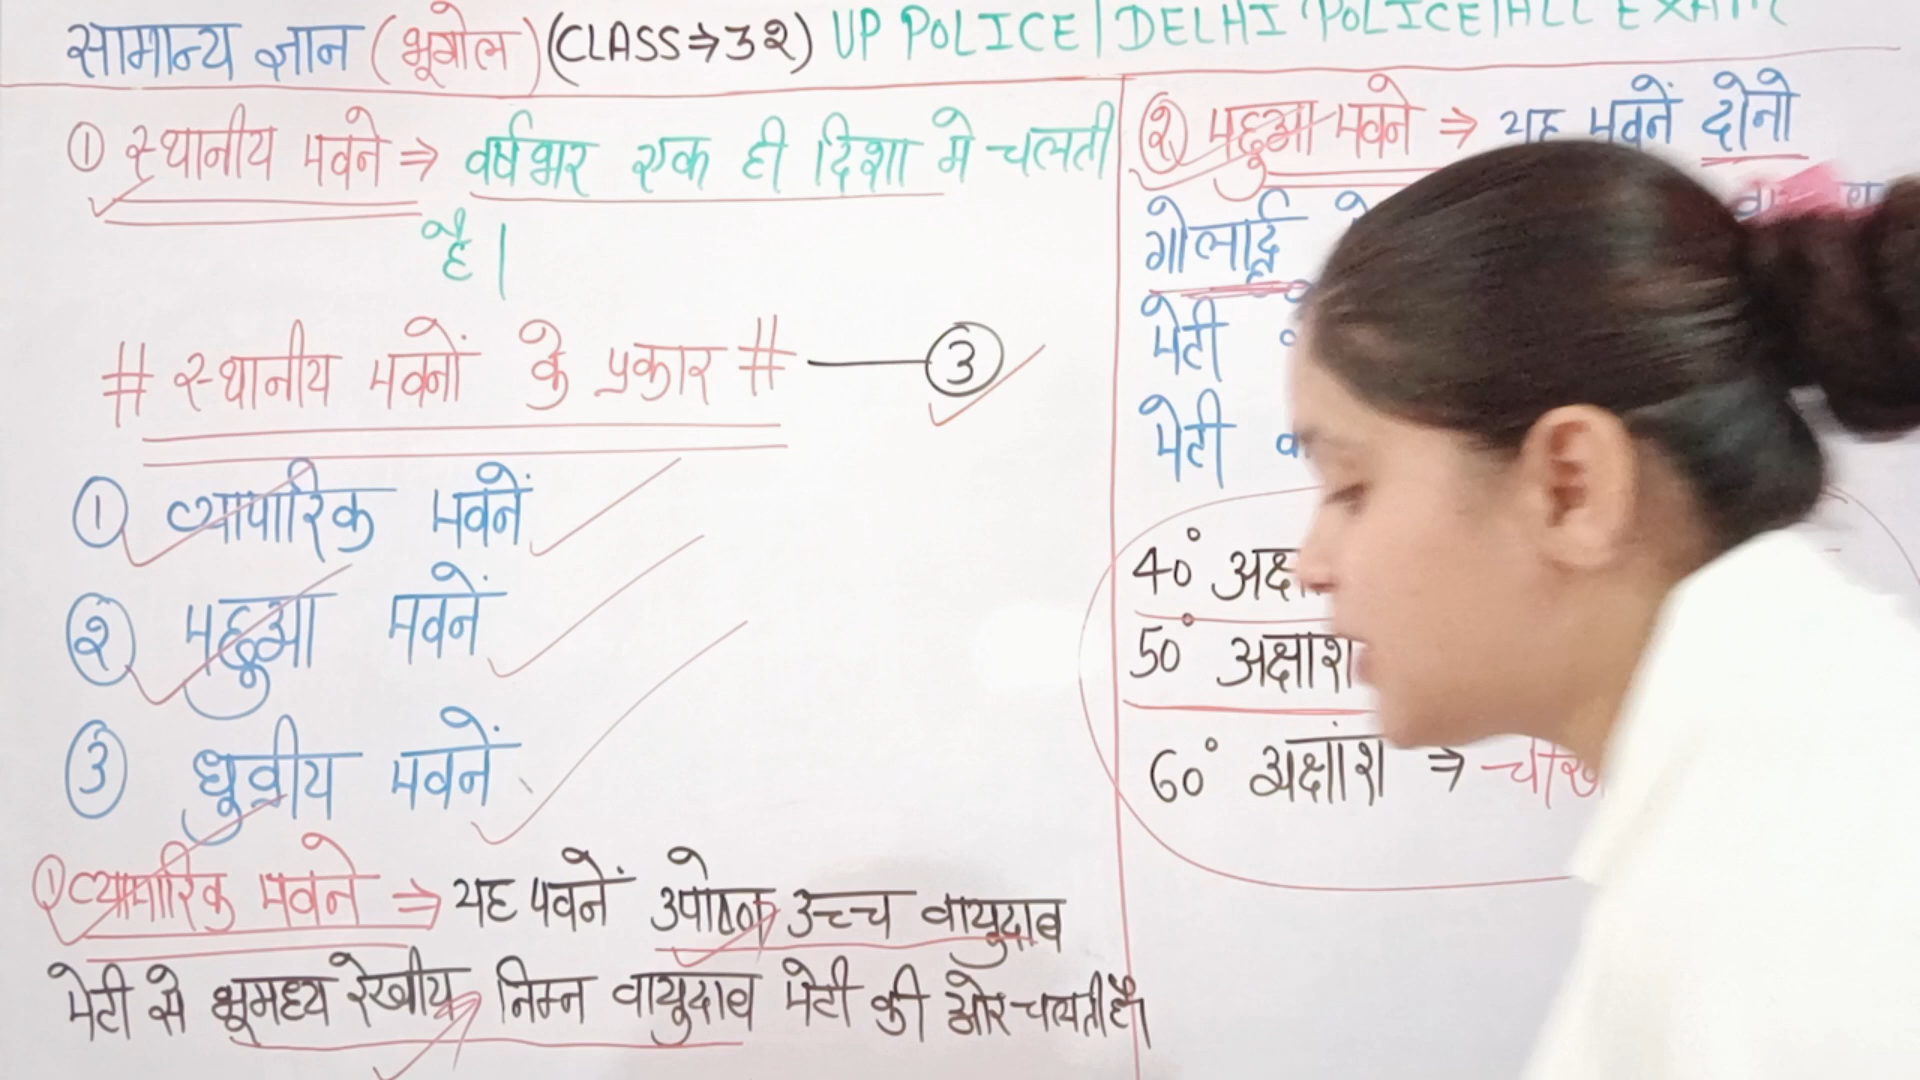 सामान्य ज्ञान (भूगोल) (CLASS⇒32) UP POLICE | DELHI POLICE | ALL EXAM
① स्थानीय पवने ⇒ वर्षभर एक ही दिशा मे चलती
है।
# स्थानीय पवनों के प्रकार # — ③
① व्यापारिक पवनें
② पछुआ पवनें
③ ध्रुवीय पवनें
① व्यापारिक पवने ⇒ यह पवनें उपोष्ण उच्च वायुदाब
पेटी से भूमध्य रेखीय निम्न वायुदाब पेटी की ओर चलती है।
② पछुआ पवने ⇒ यह पवनें दोनो
गोलार्द्ध
पेटी
पेटी
40°
50° अक्षाश
60° अक्षांश ⇒